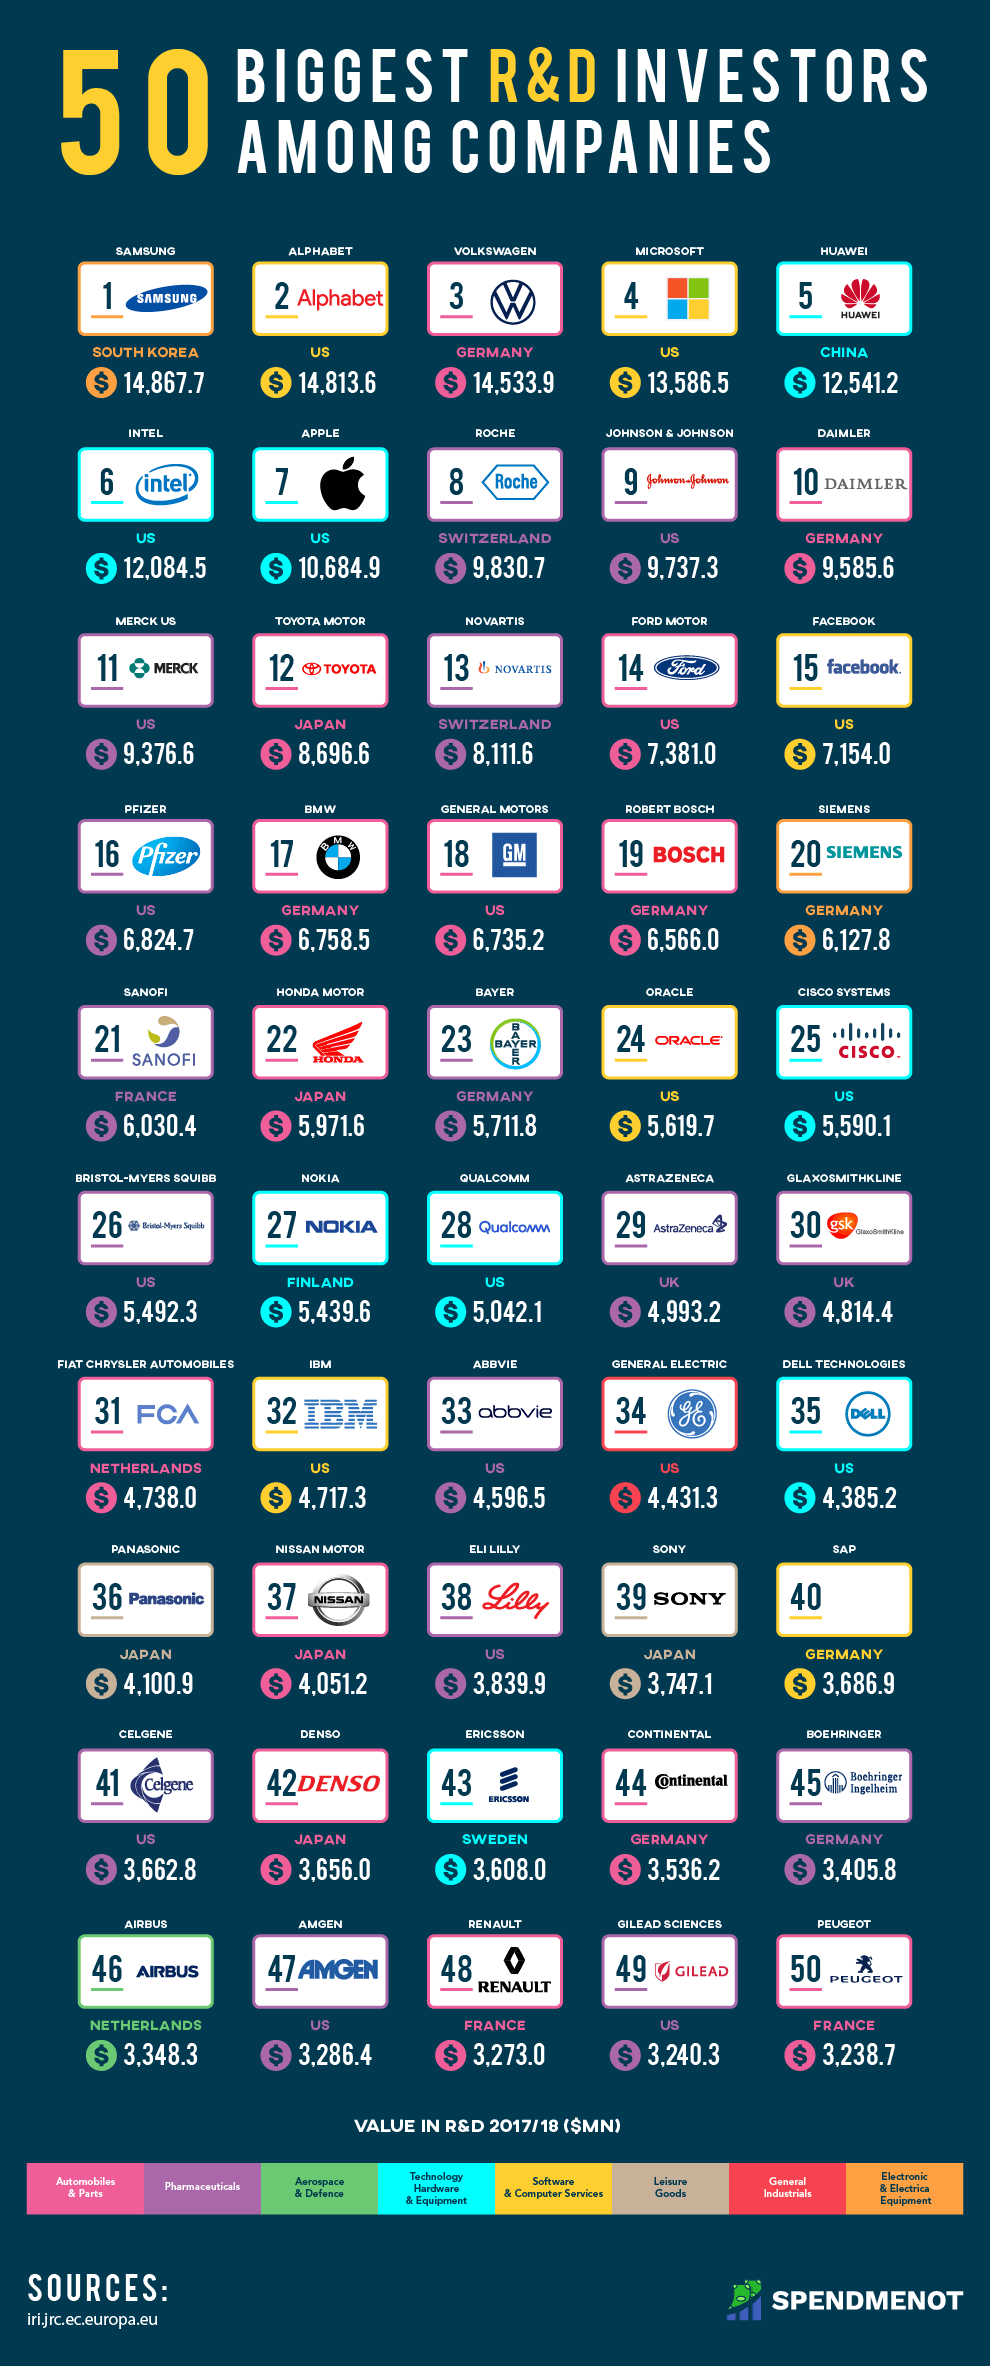 50 BIGGEST R&D INVESTORS
AMONG COMPANIES
SAMSUNG ALPHABET VOLKSWAGEN MICROSOFT HUAWEI
1 SAMSUNG 2 Alphabet 3 4 5 HUAWEI
SOUTH KOREA US GERMANY US CHINA
$ 14,867.7 $ 14,813.6 $ 14,533.9 $ 13,586.5 $ 12,541.2
INTEL APPLE ROCHE JOHNSON & JOHNSON DAIMLER
6 intel 7 8 Roche 9 Johnson & Johnson 10 DAIMLER
US US SWITZERLAND US GERMANY
$ 12,084.5 $ 10,684.9 $ 9,830.7 $ 9,737.3 $ 9,585.6
MERCK US TOYOTA MOTOR NOVARTIS FORD MOTOR FACEBOOK
11 MERCK 12 TOYOTA 13 NOVARTIS 14 Ford 15 facebook.
US JAPAN SWITZERLAND US US
$ 9,376.6 $ 8,696.6 $ 8,111.6 $ 7,381.0 $ 7,154.0
PFIZER BMW GENERAL MOTORS ROBERT BOSCH SIEMENS
16 Pfizer 17 BMW 18 GM 19 BOSCH 20 SIEMENS
US GERMANY US GERMANY GERMANY
$ 6,824.7 $ 6,758.5 $ 6,735.2 $ 6,566.0 $ 6,127.8
SANOFI HONDA MOTOR BAYER ORACLE CISCO SYSTEMS
21 SANOFI 22 HONDA 23 BAYER BAYER 24 ORACLE 25 CISCO
FRANCE JAPAN GERMANY US US
$ 6,030.4 $ 5,971.6 $ 5,711.8 $ 5,619.7 $ 5,590.1
BRISTOL-MYERS SQUIBB NOKIA QUALCOMM ASTRAZENECA GLAXOSMITHKLINE
26 Bristol-Myers Squibb 27 NOKIA 28 Qualcomm 29 AstraZeneca 30 gsk GlaxoSmithKline
US FINLAND US UK UK
$ 5,492.3 $ 5,439.6 $ 5,042.1 $ 4,993.2 $ 4,814.4
FIAT CHRYSLER AUTOMOBILES IBM ABBVIE GENERAL ELECTRIC DELL TECHNOLOGIES
31 FCA 32 IBM 33 abbvie 34 GE 35 DELL
NETHERLANDS US US US US
$ 4,738.0 $ 4,717.3 $ 4,596.5 $ 4,431.3 $ 4,385.2
PANASONIC NISSAN MOTOR ELI LILLY SONY SAP
36 Panasonic 37 NISSAN 38 Lilly 39 SONY 40
JAPAN JAPAN US JAPAN GERMANY
$ 4,100.9 $ 4,051.2 $ 3,839.9 $ 3,747.1 $ 3,686.9
CELGENE DENSO ERICSSON CONTINENTAL BOEHRINGER
41 Celgene 42 DENSO 43 ERICSSON 44 Continental 45 Boehringer Ingelheim
US JAPAN SWEDEN GERMANY GERMANY
$ 3,662.8 $ 3,656.0 $ 3,608.0 $ 3,536.2 $ 3,405.8
AIRBUS AMGEN RENAULT GILEAD SCIENCES PEUGEOT
46 AIRBUS 47 AMGEN 48 RENAULT 49 GILEAD 50 PEUGEOT
NETHERLANDS US FRANCE US FRANCE
$ 3,348.3 $ 3,286.4 $ 3,273.0 $ 3,240.3 $ 3,238.7
VALUE IN R&D 2017/18 ($MN)
Automobiles
& Parts
Pharmaceuticals
Aerospace
& Defence
Technology
Hardware
& Equipment
Software
& Computer Services
Leisure
Goods
General
Industrials
Electronic
& Electrica
Equipment
SOURCES:
iri.jrc.ec.europa.eu
SPENDMENOT